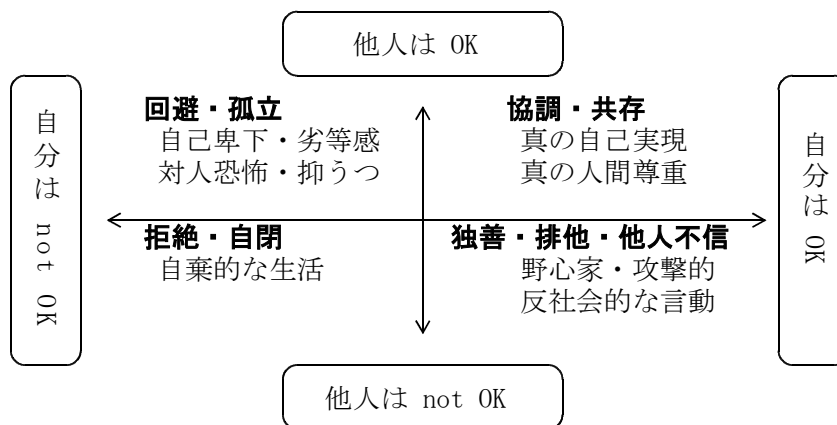 他人は OK
自分は not OK
回避・孤立
自己卑下・劣等感
対人恐怖・抑うつ
協調・共存
真の自己実現
真の人間尊重
自分は OK
拒絶・自閉
自棄的な生活
独善・排他・他人不信
野心家・攻撃的
反社会的な言動
他人は not OK